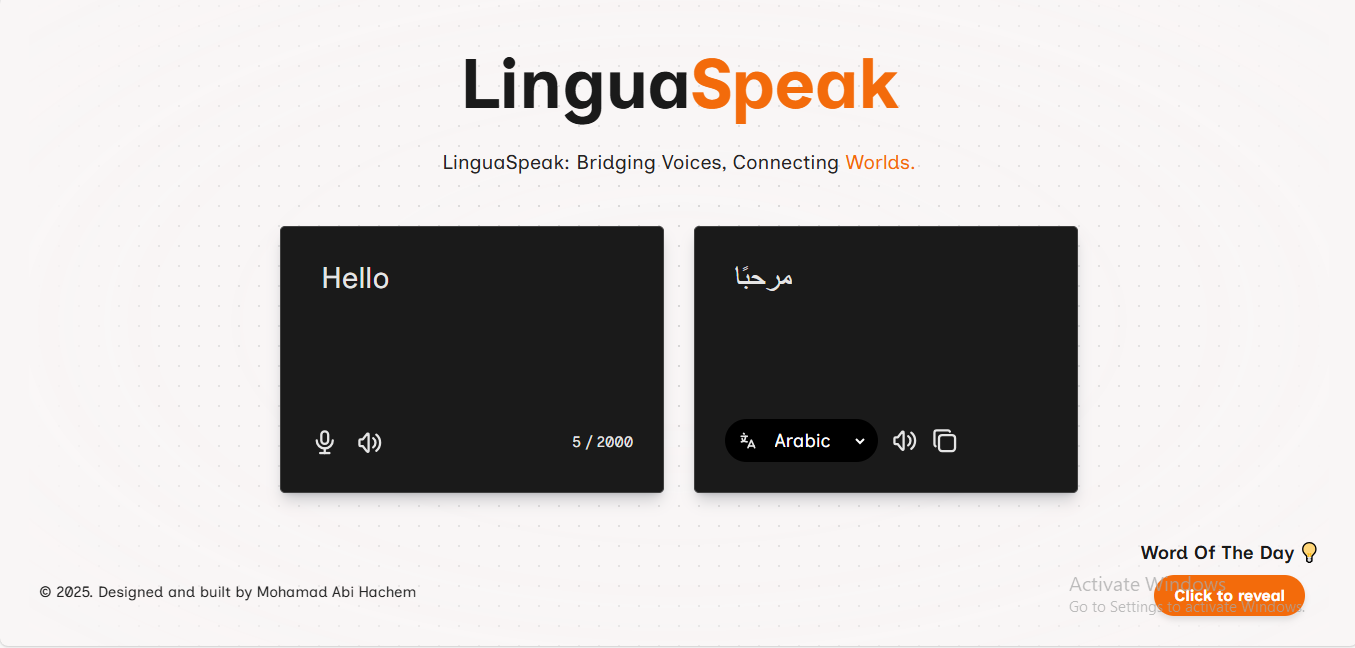 LinguaSpeak
LinguaSpeak: Bridging Voices, Connecting Worlds.
Hello
5 / 2000
مرحبًا
Arabic
Word Of The Day
Click to reveal
© 2025. Designed and built by Mohamad Abi Hachem
Activate Windows
Go to Settings to activate Windows.